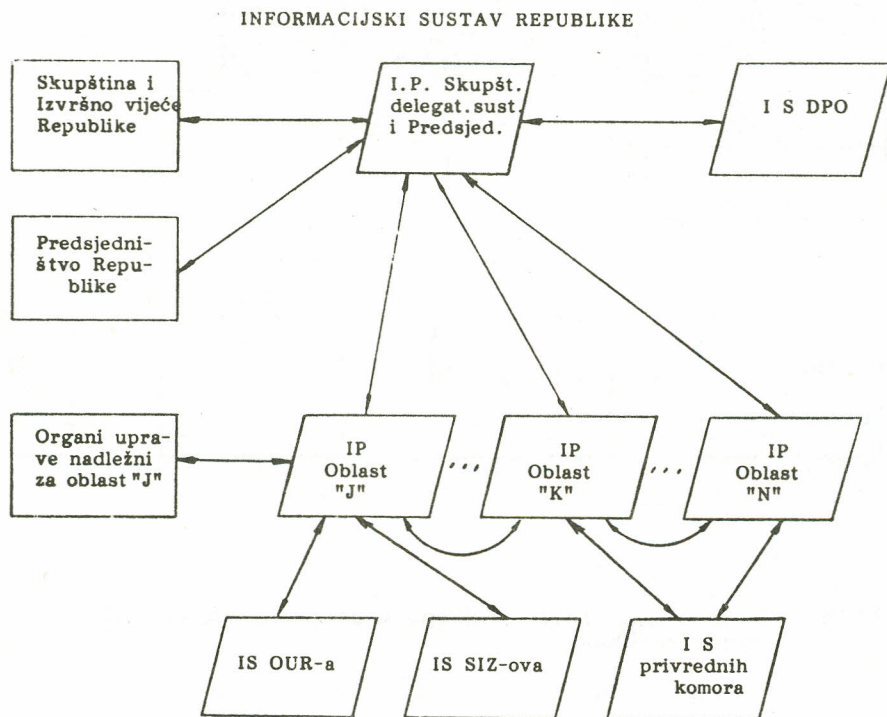 INFORMACIJSKI SUSTAV REPUBLIKE
Skupština i
Izvršno vijeće
Republike
I.P. Skupšt.
delegat.sust.
i Predsjed.
I S DPO
Predsjedni-
štvo Repu-
blike
Organi upra-
ve nadležni
za oblast "J"
IP
Oblast
"J"
IP
Oblast
"K"
IP
Oblast
"N"
IS OUR-a
IS SIZ-ova
I S
privrednih
komora